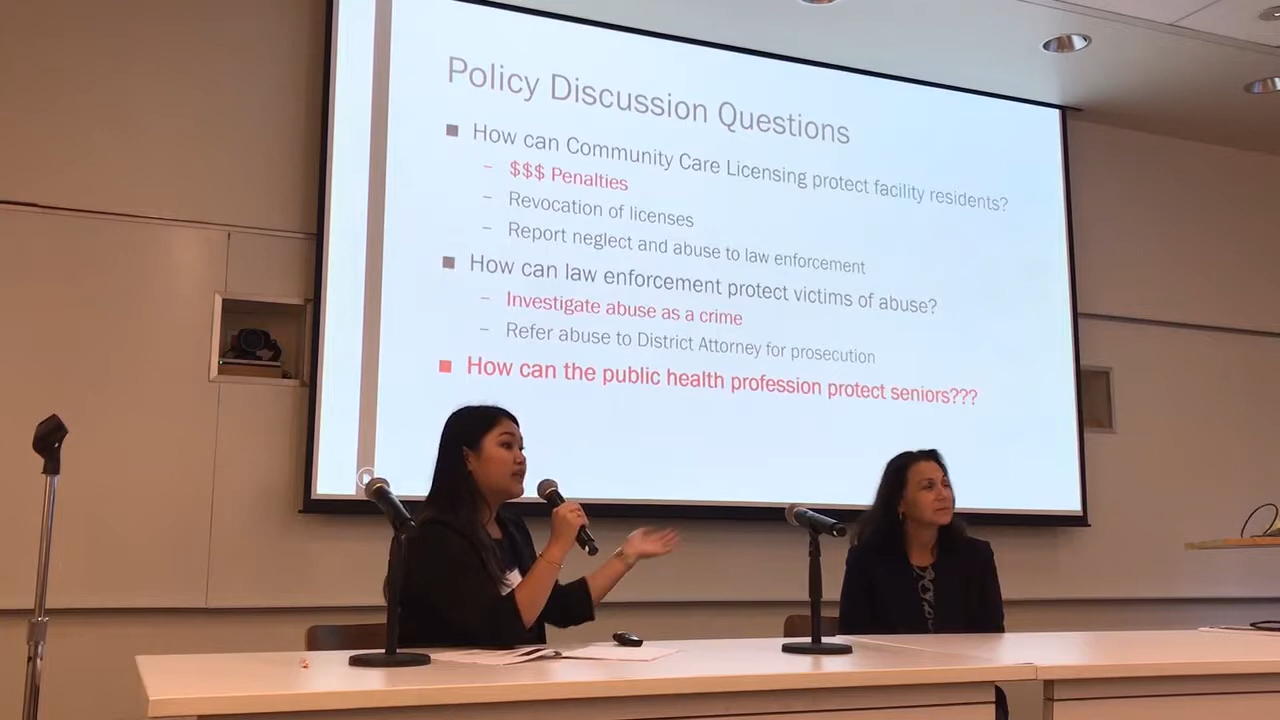 Policy Discussion Questions
■ How can Community Care Licensing protect facility residents?
– $$$ Penalties
– Revocation of licenses
– Report neglect and abuse to law enforcement
■ How can law enforcement protect victims of abuse?
– Investigate abuse as a crime
– Refer abuse to District Attorney for prosecution
■ How can the public health profession protect seniors???